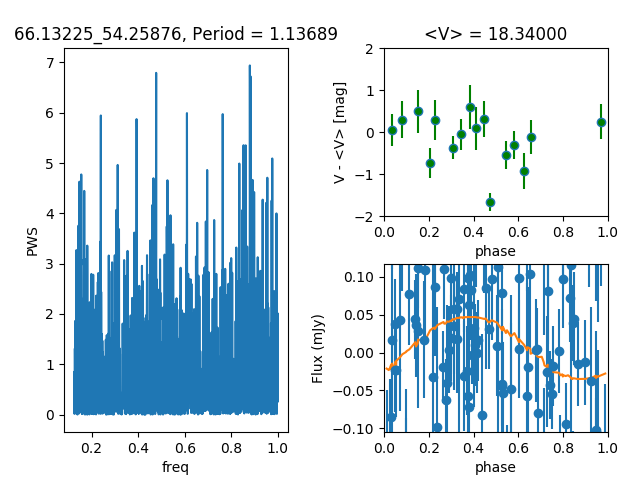 66.13225_54.25876, Period = 1.13689
<V> = 18.34000
7
6
5
4
3
2
1
0
PWS
0.2 0.4 0.6 0.8 1.0
freq
2
1
0
−1
−2
V - <V> [mag]
0.0 0.2 0.4 0.6 0.8 1.0
phase
0.10
0.05
0.00
−0.05
−0.10
Flux (mJy)
0.0 0.2 0.4 0.6 0.8 1.0
phase